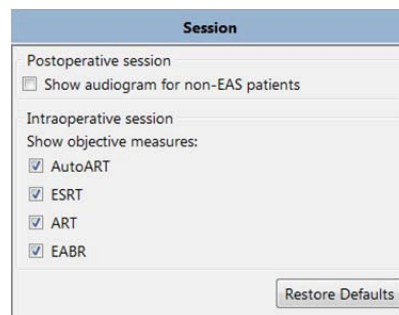 Session
Postoperative session
Show audiogram for non-EAS patients
Intraoperative session
Show objective measures:
AutoART
ESRT
ART
EABR
Restore Defaults